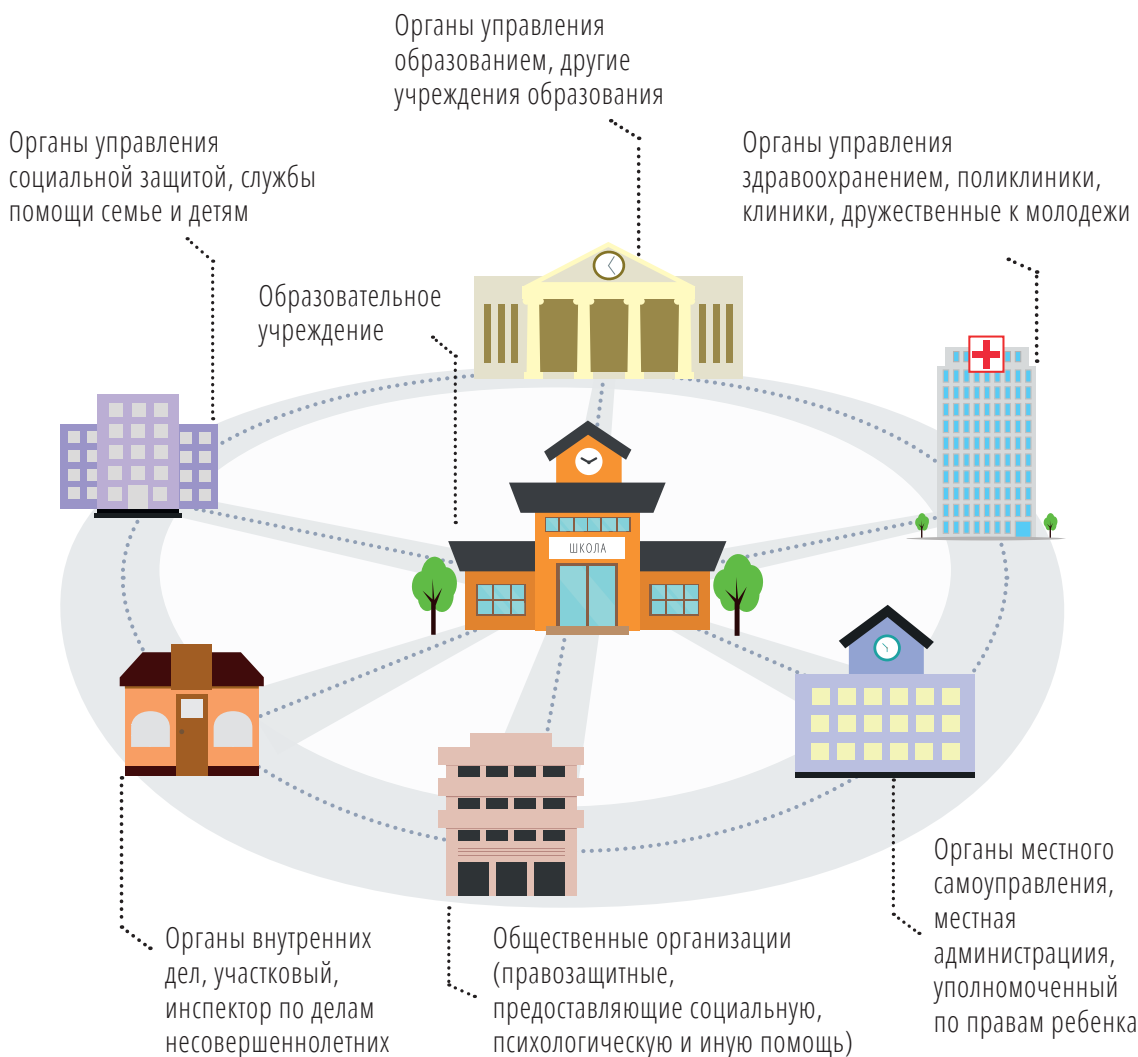 Органы управления
образованием, другие
учреждения образования
Органы управления
социальной защитой, службы
помощи семье и детям
Органы управления
здравоохранением, поликлиники,
клиники, дружественные к молодежи
Образовательное
учреждение
ШКОЛА
Органы местного
самоуправления,
местная
администрациия,
уполномоченный
по правам ребенка
Органы внутренних
дел, участковый,
инспектор по делам
несовершеннолетних
Общественные организации
(правозащитные,
предоставляющие социальную,
психологическую и иную помощь)